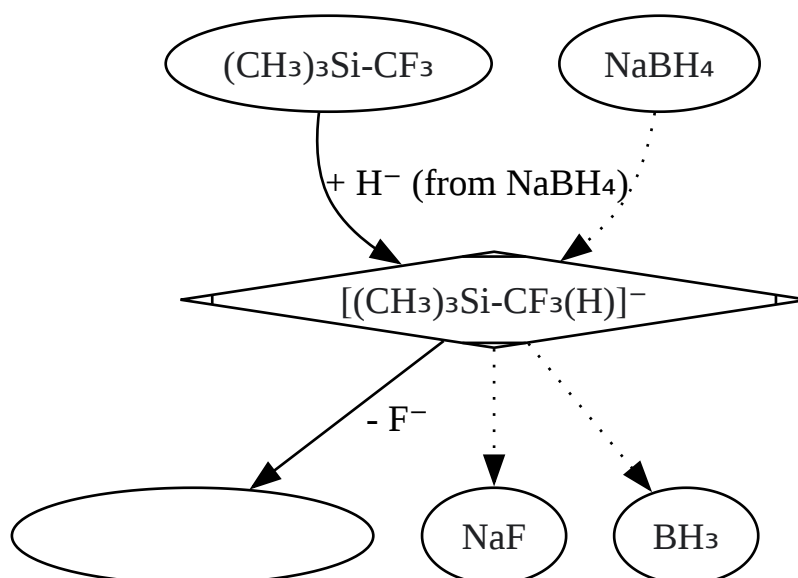 (CH₃)₃Si-CF₃
NaBH₄
+ H⁻ (from NaBH₄)
[(CH₃)₃Si-CF₃(H)]⁻
- F⁻
NaF
BH₃